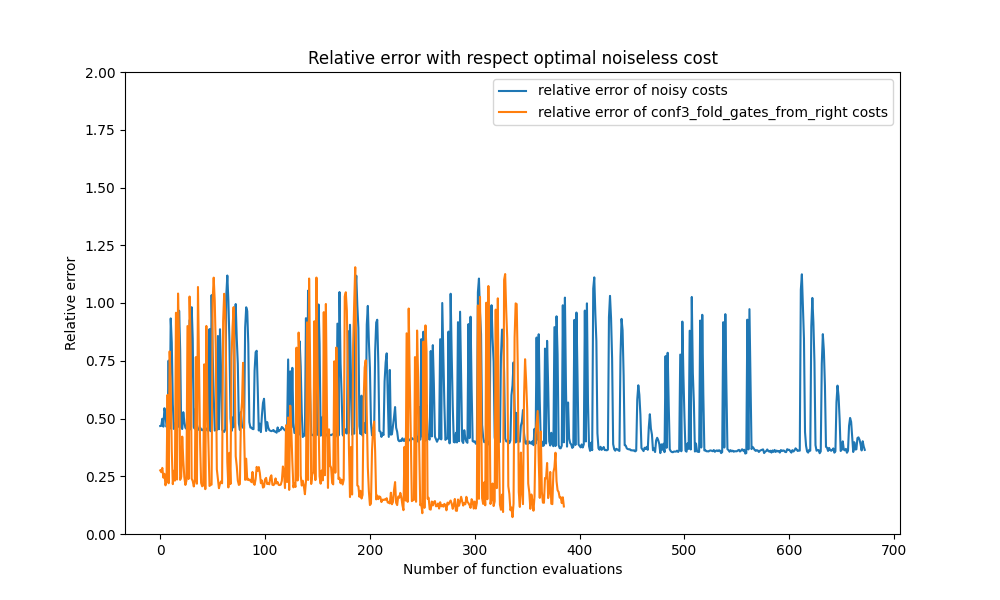 Relative error with respect optimal noiseless cost
relative error of noisy costs
relative error of conf3_fold_gates_from_right costs
Relative error
2.00
1.75
1.50
1.25
1.00
0.75
0.50
0.25
0.00
0 100 200 300 400 500 600 700
Number of function evaluations